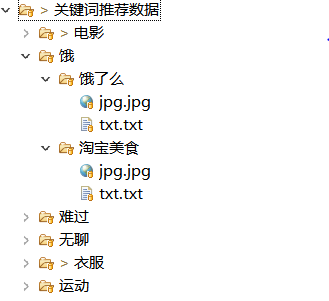 > 关键词推荐数据
> 电影
饿
饿了么
jpg.jpg
txt.txt
淘宝美食
jpg.jpg
txt.txt
难过
无聊
> 衣服
运动